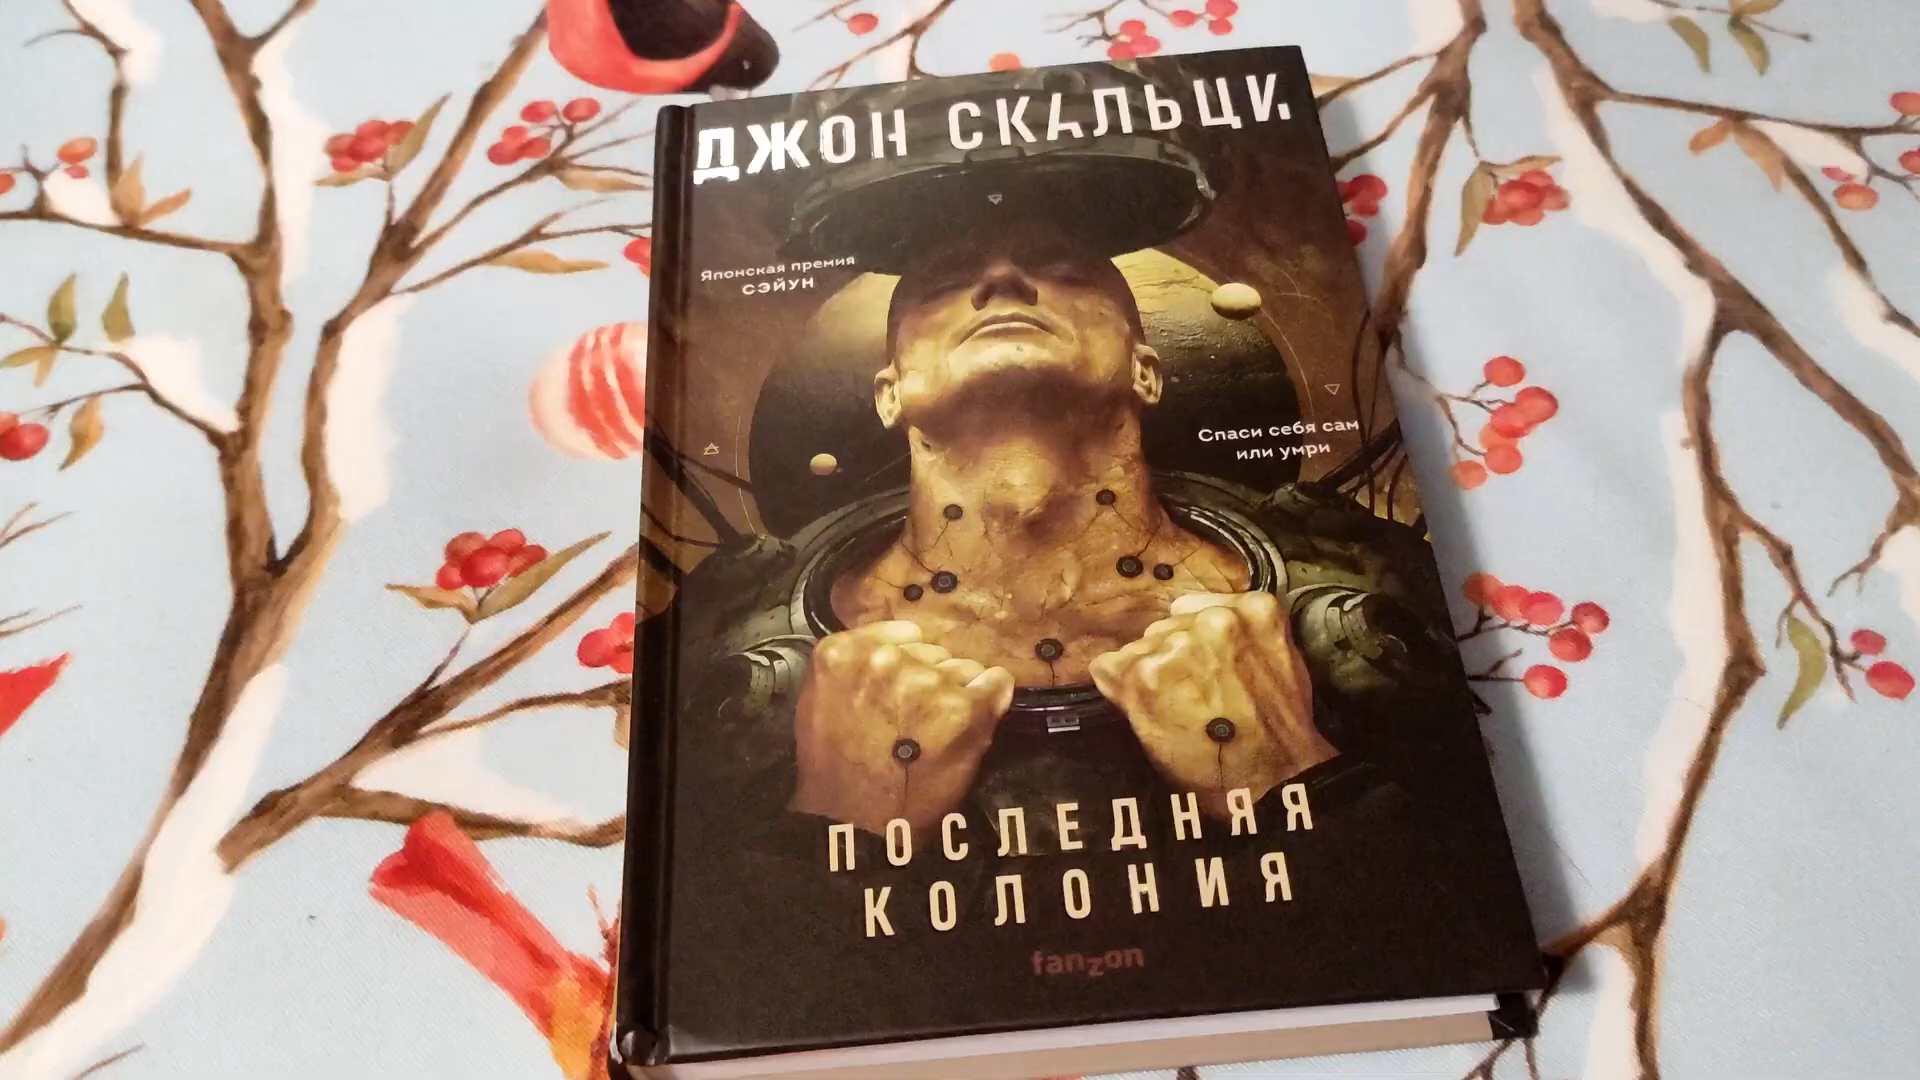 ДЖОН СКАЛЬЦИ
Японская премия
СЭЙУН
Спаси себя сам
или умри
ПОСЛЕДНЯЯ
КОЛОНИЯ
fanzon